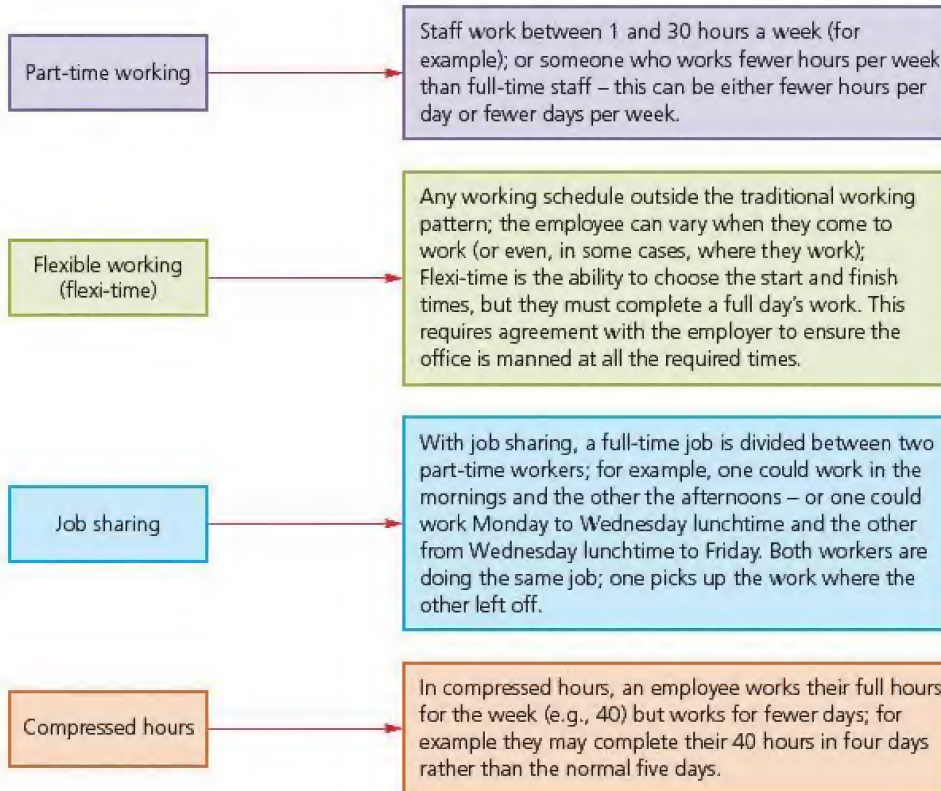 Part-time working
Staff work between 1 and 30 hours a week (for
example); or someone who works fewer hours per week
than full-time staff – this can be either fewer hours per
day or fewer days per week.
Flexible working
(flexi-time)
Any working schedule outside the traditional working
pattern; the employee can vary when they come to
work (or even, in some cases, where they work);
Flexi-time is the ability to choose the start and finish
times, but they must complete a full day's work. This
requires agreement with the employer to ensure the
office is manned at all the required times.
Job sharing
With job sharing, a full-time job is divided between two
part-time workers; for example, one could work in the
mornings and the other the afternoons – or one could
work Monday to Wednesday lunchtime and the other
from Wednesday lunchtime to Friday. Both workers are
doing the same job; one picks up the work where the
other left off.
Compressed hours
In compressed hours, an employee works their full hours
for the week (e.g., 40) but works for fewer days; for
example they may complete their 40 hours in four days
rather than the normal five days.